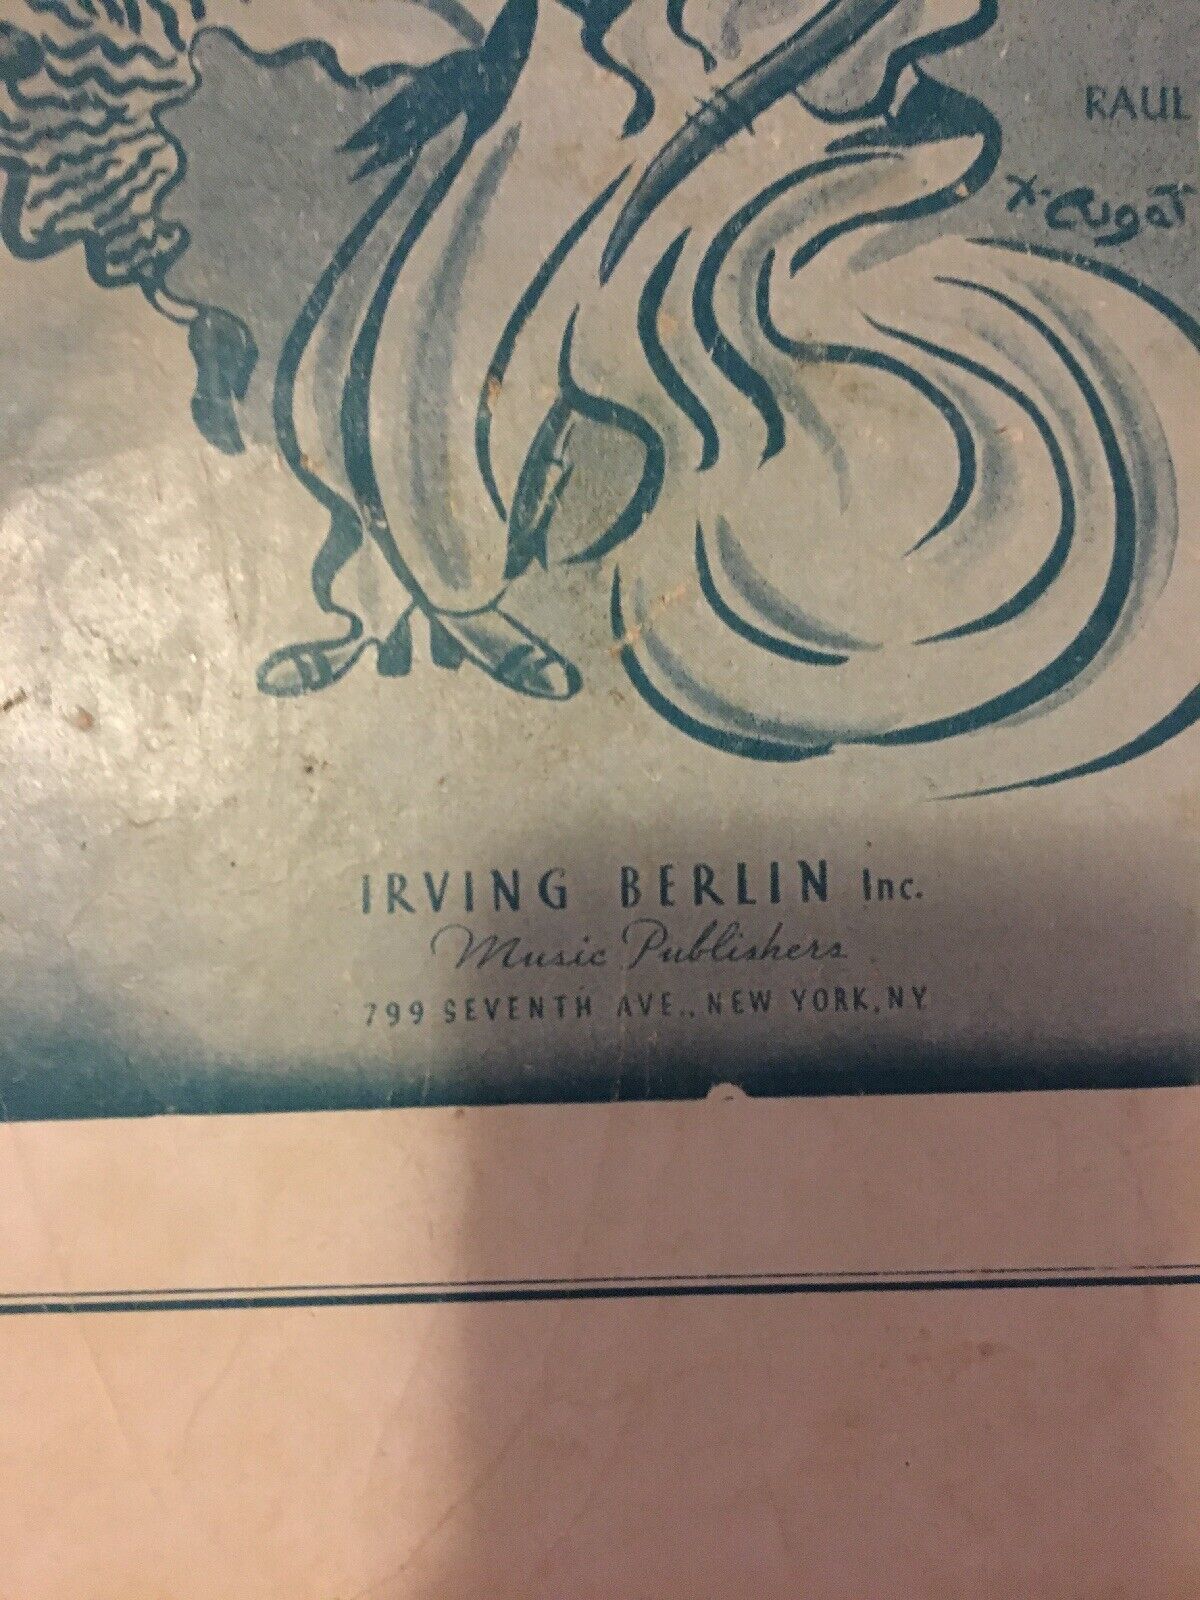 RAUL
X. Cugat
IRVING BERLIN Inc.
Music Publishers
799 SEVENTH AVE., NEW YORK, NY